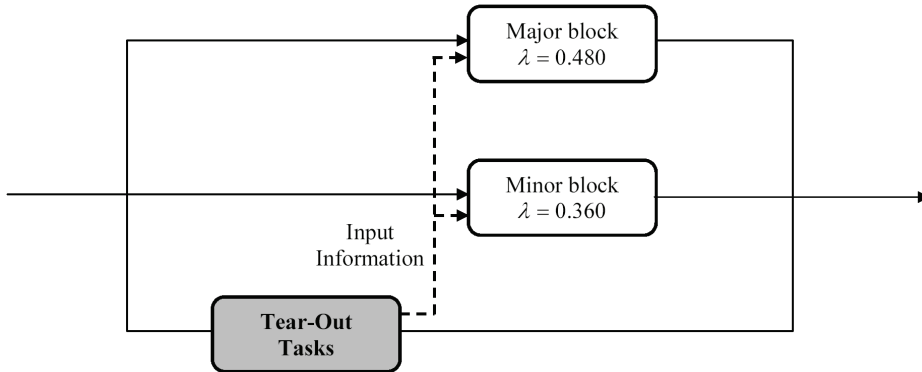 Major block
λ = 0.480
Minor block
λ = 0.360
Input
Information
Tear-Out
Tasks